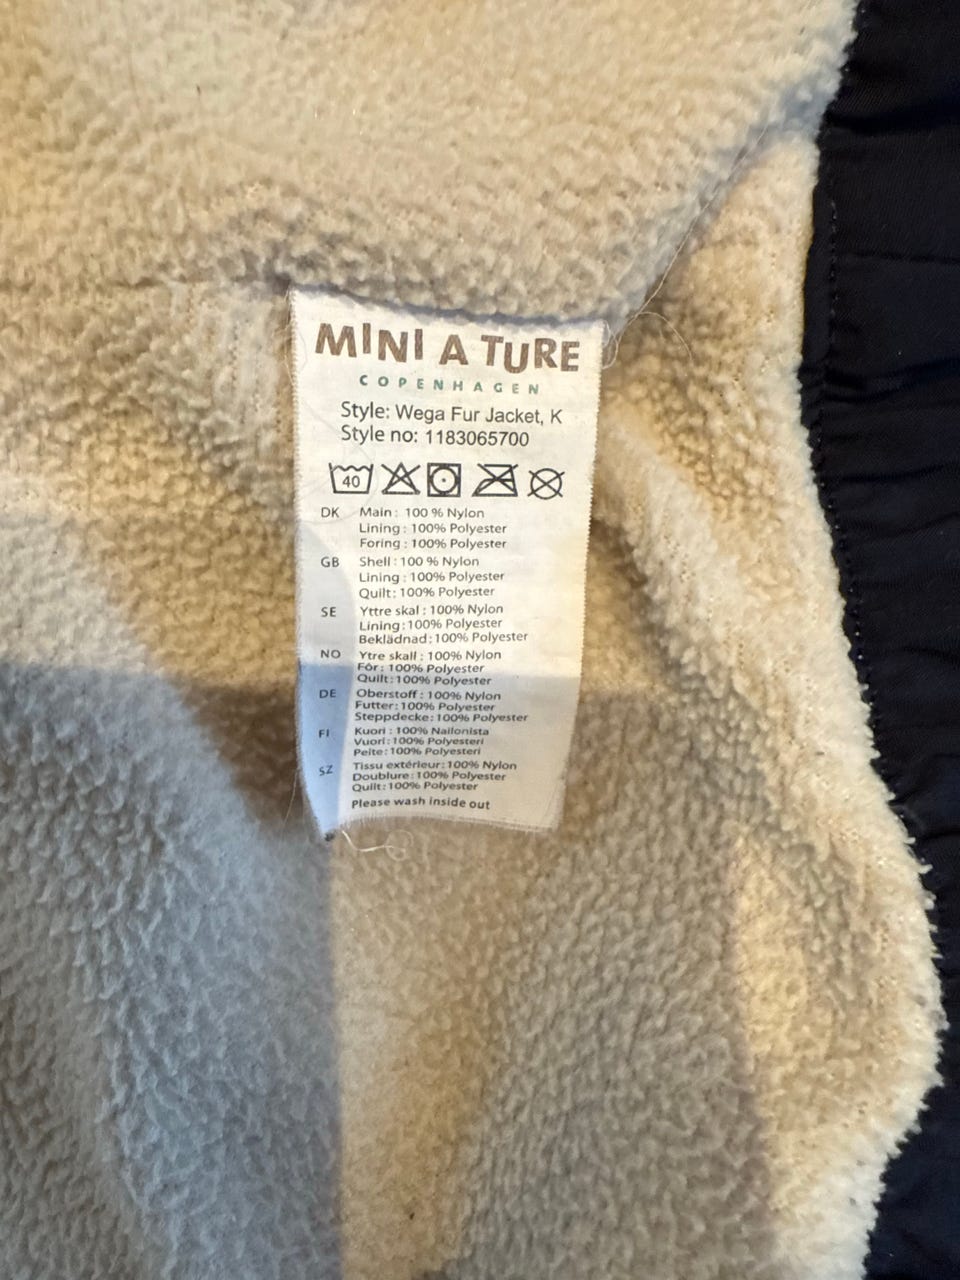 MINI A TURE
COPENHAGEN
Style: Wega Fur Jacket, K
Style no: 1183065700
40
DK Main: 100 % Nylon
Lining: 100% Polyester
Foring: 100% Polyester
GB Shell: 100 % Nylon
Lining: 100% Polyester
Quilt: 100% Polyester
SE Yttre skal: 100% Nylon
Lining: 100% Polyester
Beklädnad: 100% Polyester
NO Ytre skall: 100% Nylon
Fór: 100% Polyester
Quilt: 100% Polyester
DE Oberstoff: 100% Nylon
Futter: 100% Polyester
Steppdecke: 100% Polyester
FI Kuori: 100% Nailonista
Vuori: 100% Polyesteri
Peite: 100% Polyesteri
SZ Tissu extérieur: 100% Nylon
Doublure: 100% Polyester
Quilt: 100% Polyester
Please wash inside out